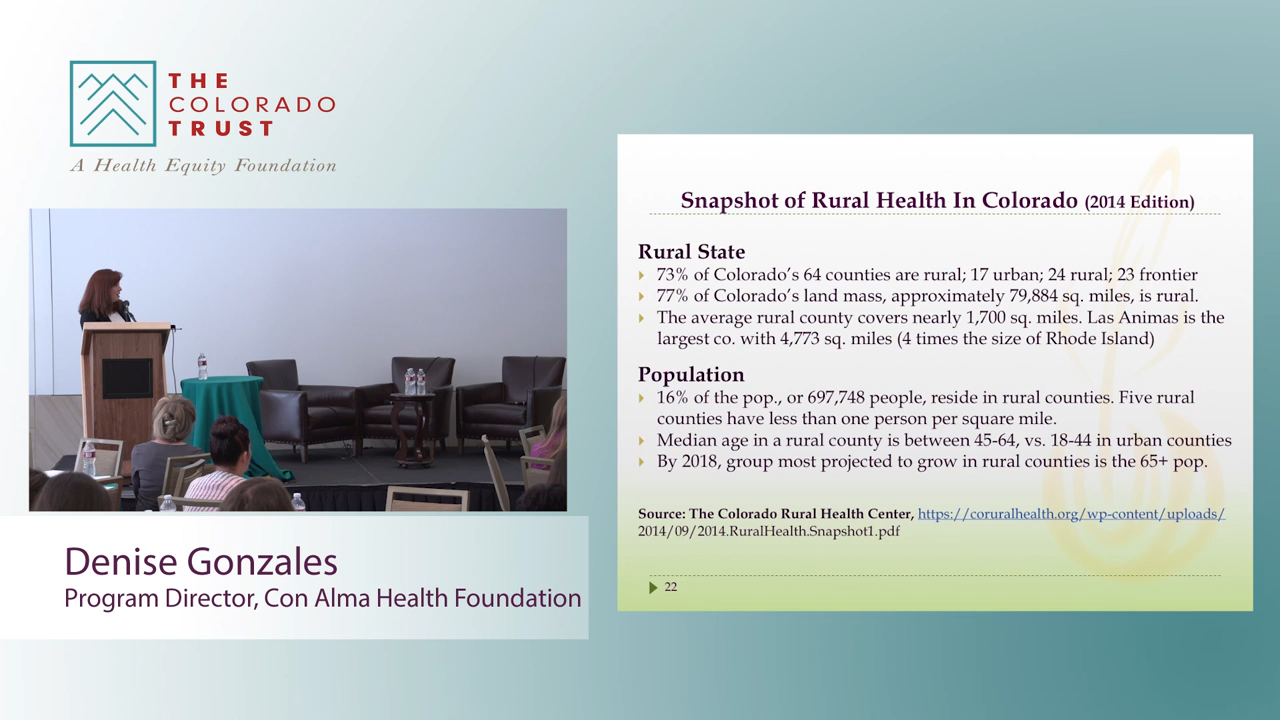 THE
COLORADO
TRUST
A Health Equity Foundation
Snapshot of Rural Health In Colorado (2014 Edition)
Rural State
73% of Colorado’s 64 counties are rural; 17 urban; 24 rural; 23 frontier
77% of Colorado’s land mass, approximately 79,884 sq. miles, is rural.
The average rural county covers nearly 1,700 sq. miles. Las Animas is the
largest co. with 4,773 sq. miles (4 times the size of Rhode Island)
Population
16% of the pop., or 697,748 people, reside in rural counties. Five rural
counties have less than one person per square mile.
Median age in a rural county is between 45-64, vs. 18-44 in urban counties
By 2018, group most projected to grow in rural counties is the 65+ pop.
Source: The Colorado Rural Health Center, https://coruralhealth.org/wp-content/uploads/
2014/09/2014.RuralHealth.Snapshot1.pdf
22
Denise Gonzales
Program Director, Con Alma Health Foundation